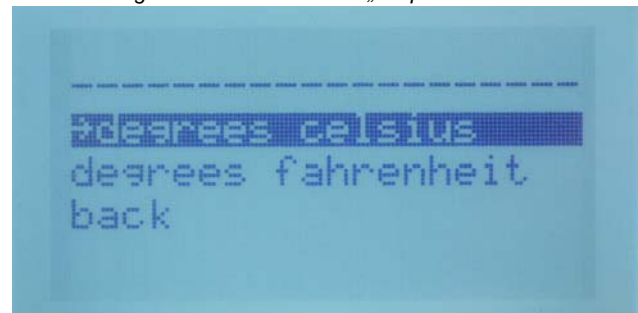 ------------------
→degrees celsius
degrees fahrenheit
back